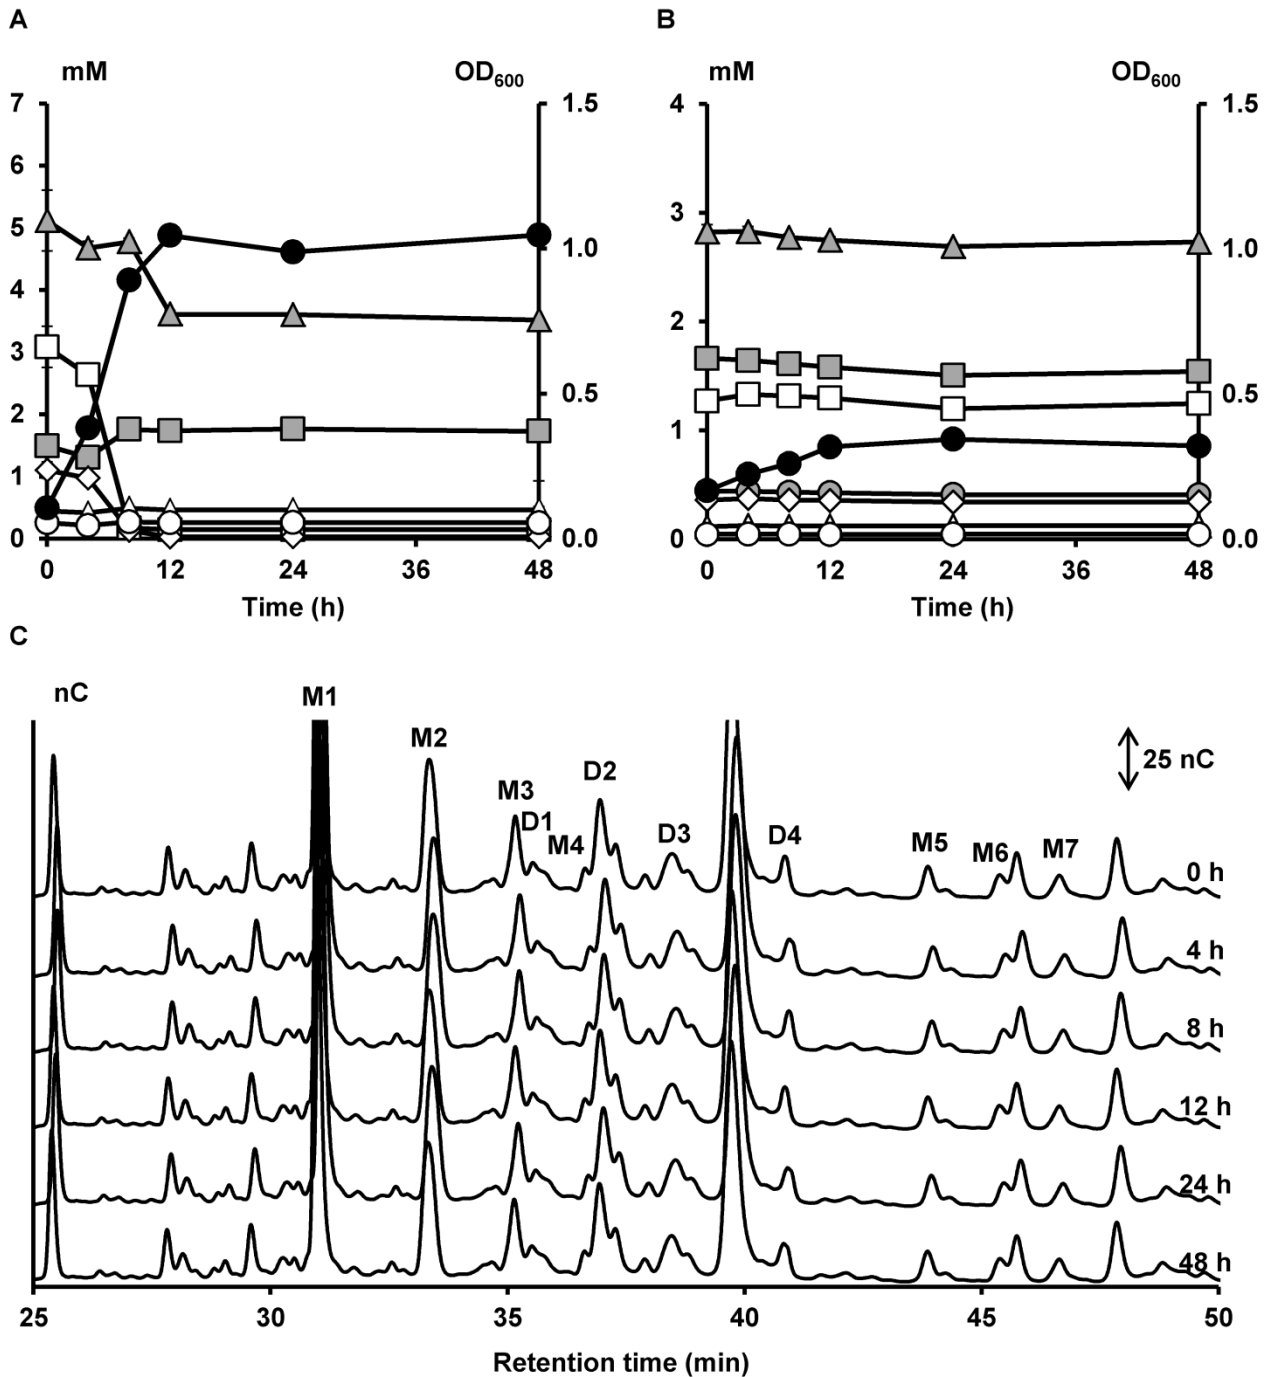 A
B
mM
OD600
mM
OD600
7
1.5
4
1.5
6
5
3
1.0
1.0
4
2
3
0.5
0.5
2
1
1
0
0.0
0
0.0
0
12
24
36
48
0
12
24
36
48
Time (h)
Time (h)
C
nC
M1
M2
25 nC
D2
M3
D1
M4
D3
D4
M5
M6
M7
0 h
4 h
8 h
12 h
24 h
48 h
25
30
35
40
45
50
Retention time (min)